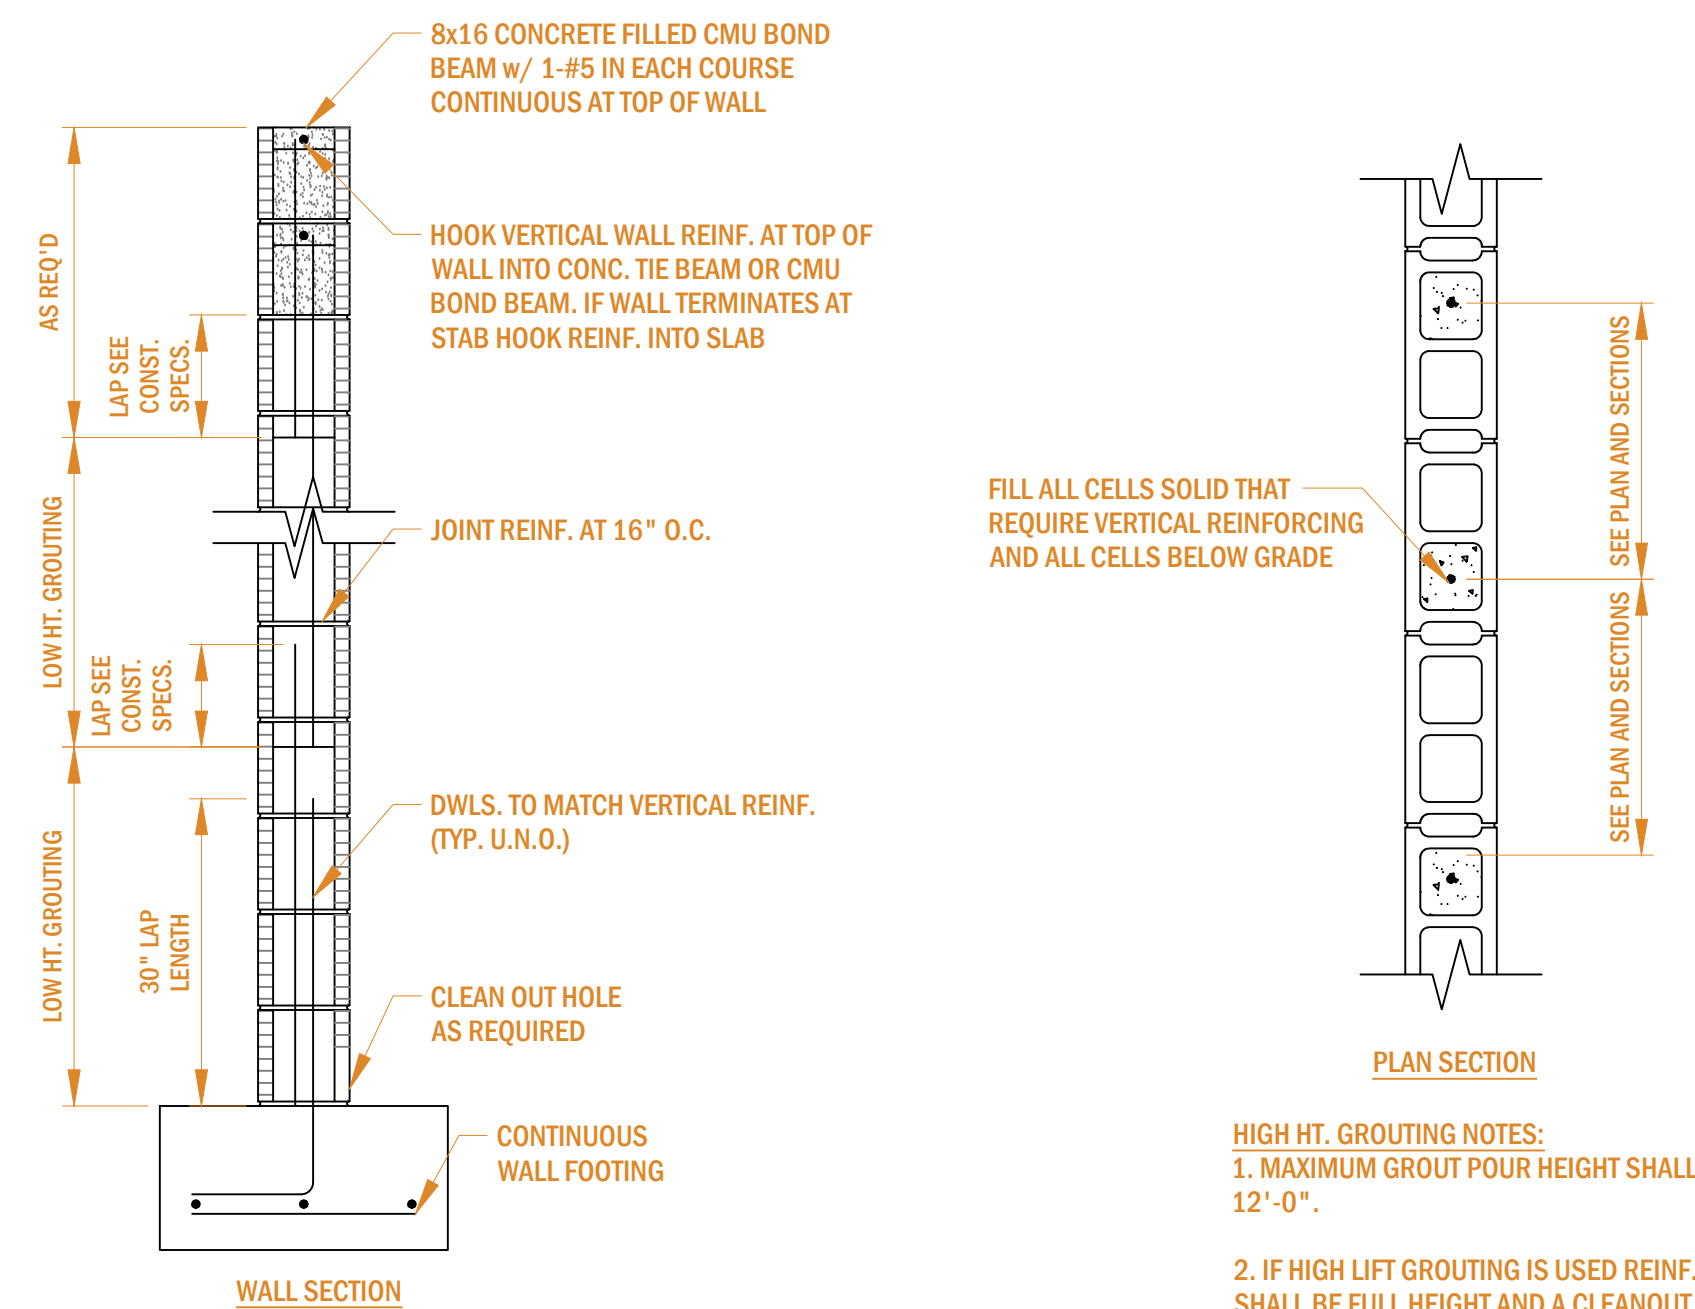 8x16 CONCRETE FILLED CMU BOND
BEAM w/ 1-#5 IN EACH COURSE
CONTINUOUS AT TOP OF WALL
HOOK VERTICAL WALL REINF. AT TOP OF
WALL INTO CONC. TIE BEAM OR CMU
BOND BEAM. IF WALL TERMINATES AT
STAB HOOK REINF. INTO SLAB
AS REQ'D
LAP SEE
CONST.
SPECS.
JOINT REINF. AT 16" O.C.
LOW HT. GROUTING
LAP SEE
CONST.
SPECS.
DWLS. TO MATCH VERTICAL REINF.
(TYP. U.N.O.)
LOW HT. GROUTING
30" LAP
LENGTH
CLEAN OUT HOLE
AS REQUIRED
CONTINUOUS
WALL FOOTING
WALL SECTION
FILL ALL CELLS SOLID THAT
REQUIRE VERTICAL REINFORCING
AND ALL CELLS BELOW GRADE
SEE PLAN AND SECTIONS
SEE PLAN AND SECTIONS
PLAN SECTION
HIGH HT. GROUTING NOTES:
1. MAXIMUM GROUT POUR HEIGHT SHALL
12'-0".
2. IF HIGH LIFT GROUTING IS USED REINF.
SHALL BE FULL HEIGHT AND A CLEANOUT